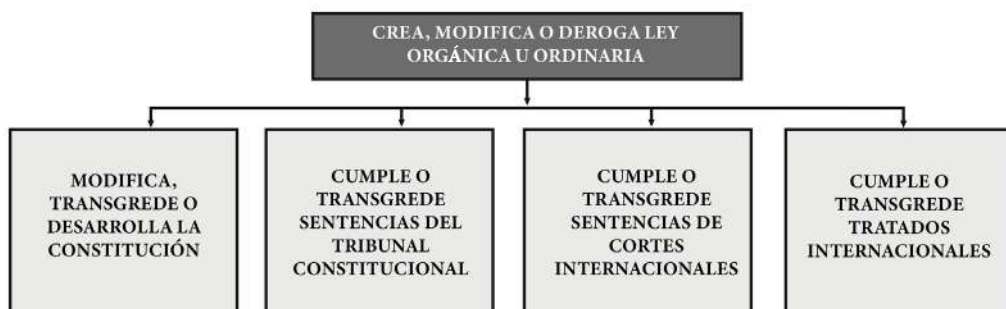 CREA, MODIFICA O DEROGA LEY
ORGÁNICA U ORDINARIA
MODIFICA,
TRANSGREDE O
DESARROLLA LA
CONSTITUCIÓN
CUMPLE O
TRANSGREDE
SENTENCIAS DEL
TRIBUNAL
CONSTITUCIONAL
CUMPLE O
TRANSGREDE
SENTENCIAS DE
CORTES
INTERNACIONALES
CUMPLE O
TRANSGREDE
TRATADOS
INTERNACIONALES